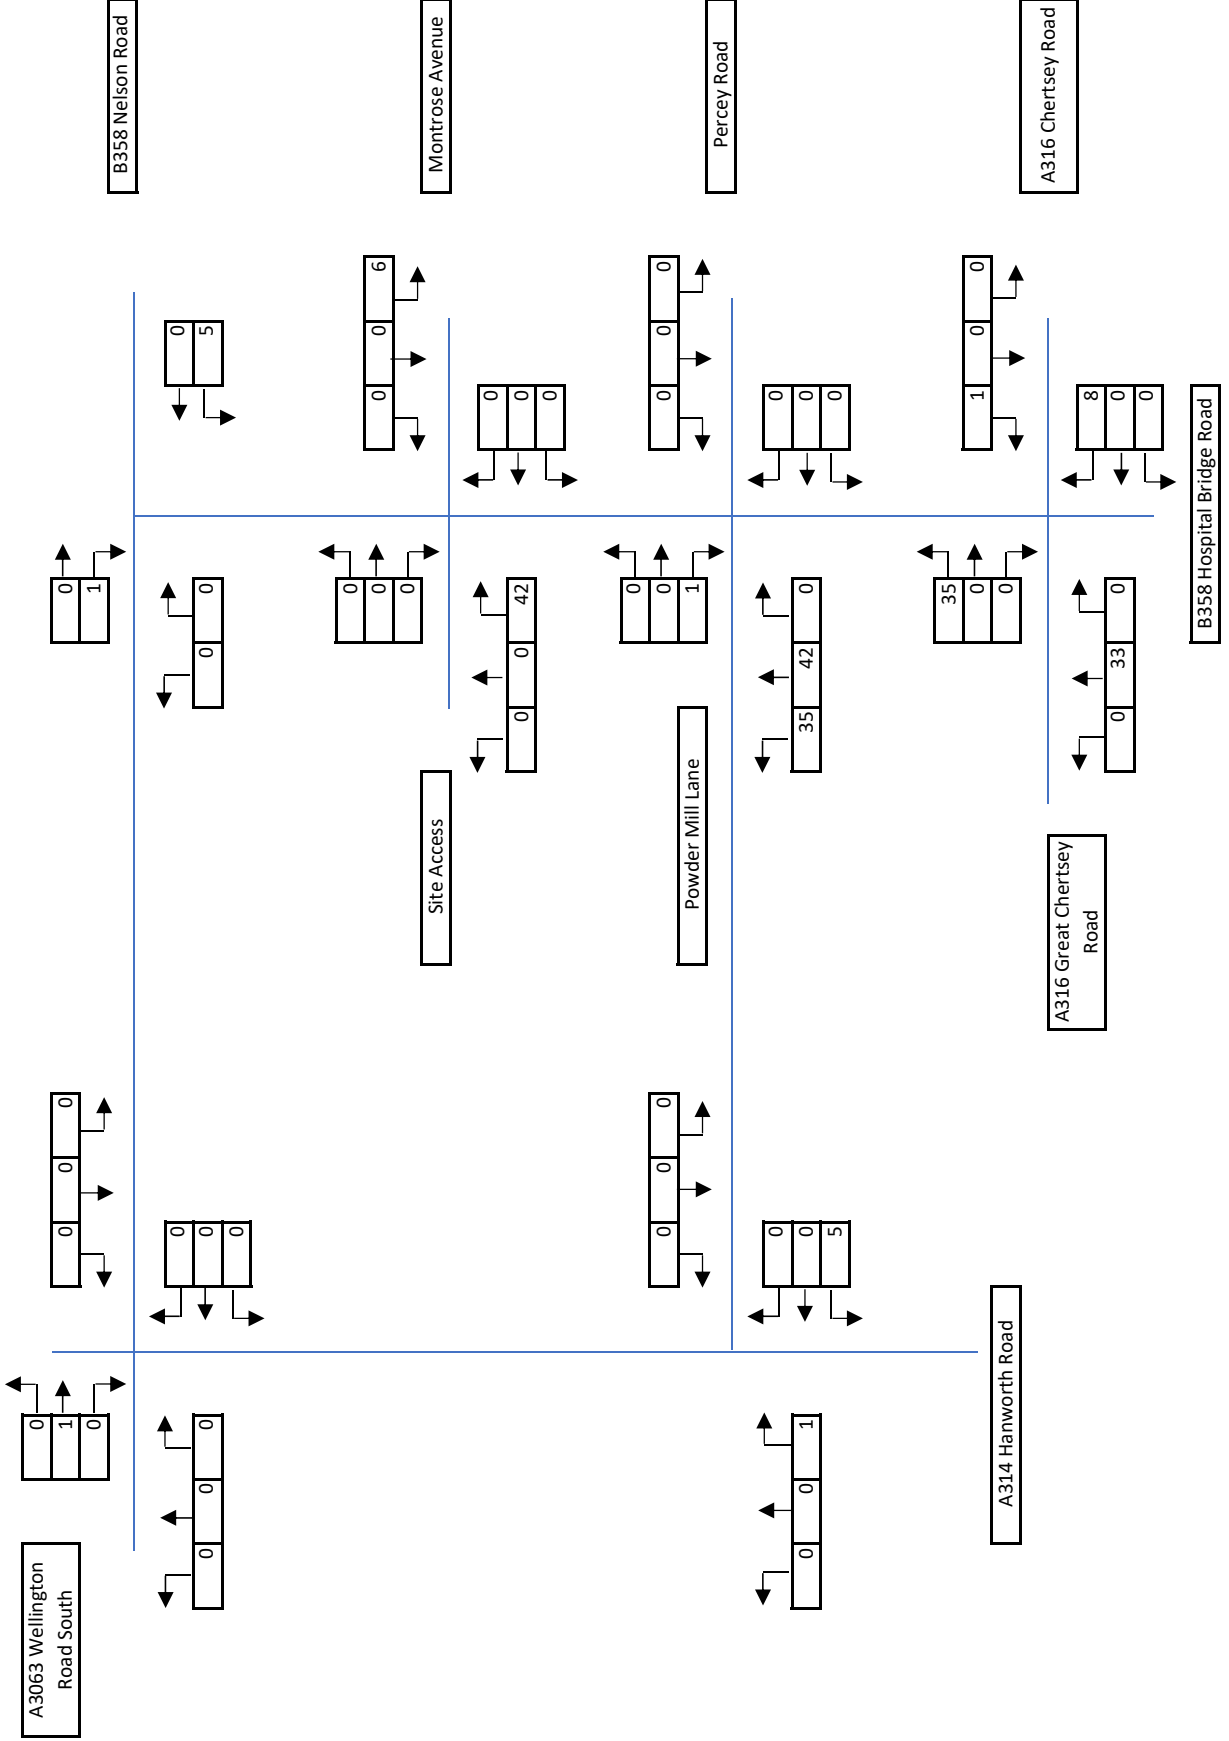 A3063 Wellington
Road South
0
1
0
0 0 0
0
1
B358 Nelson Road
0 0 0
0
0
0
0 0
0
5
0
0
0
0 0 6
Site Access
Montrose Avenue
0 0 42
0
0
0
0 0 0
0
0
1
0 0 0
Powder Mill Lane
Percey Road
0 0 1
0
0
5
35 42 0
0
0
0
35
0
0
1 0 0
A314 Hanworth Road
A316 Chertsey Road
A316 Great Chertsey
Road
0 33 0
8
0
0
B358 Hospital Bridge Road